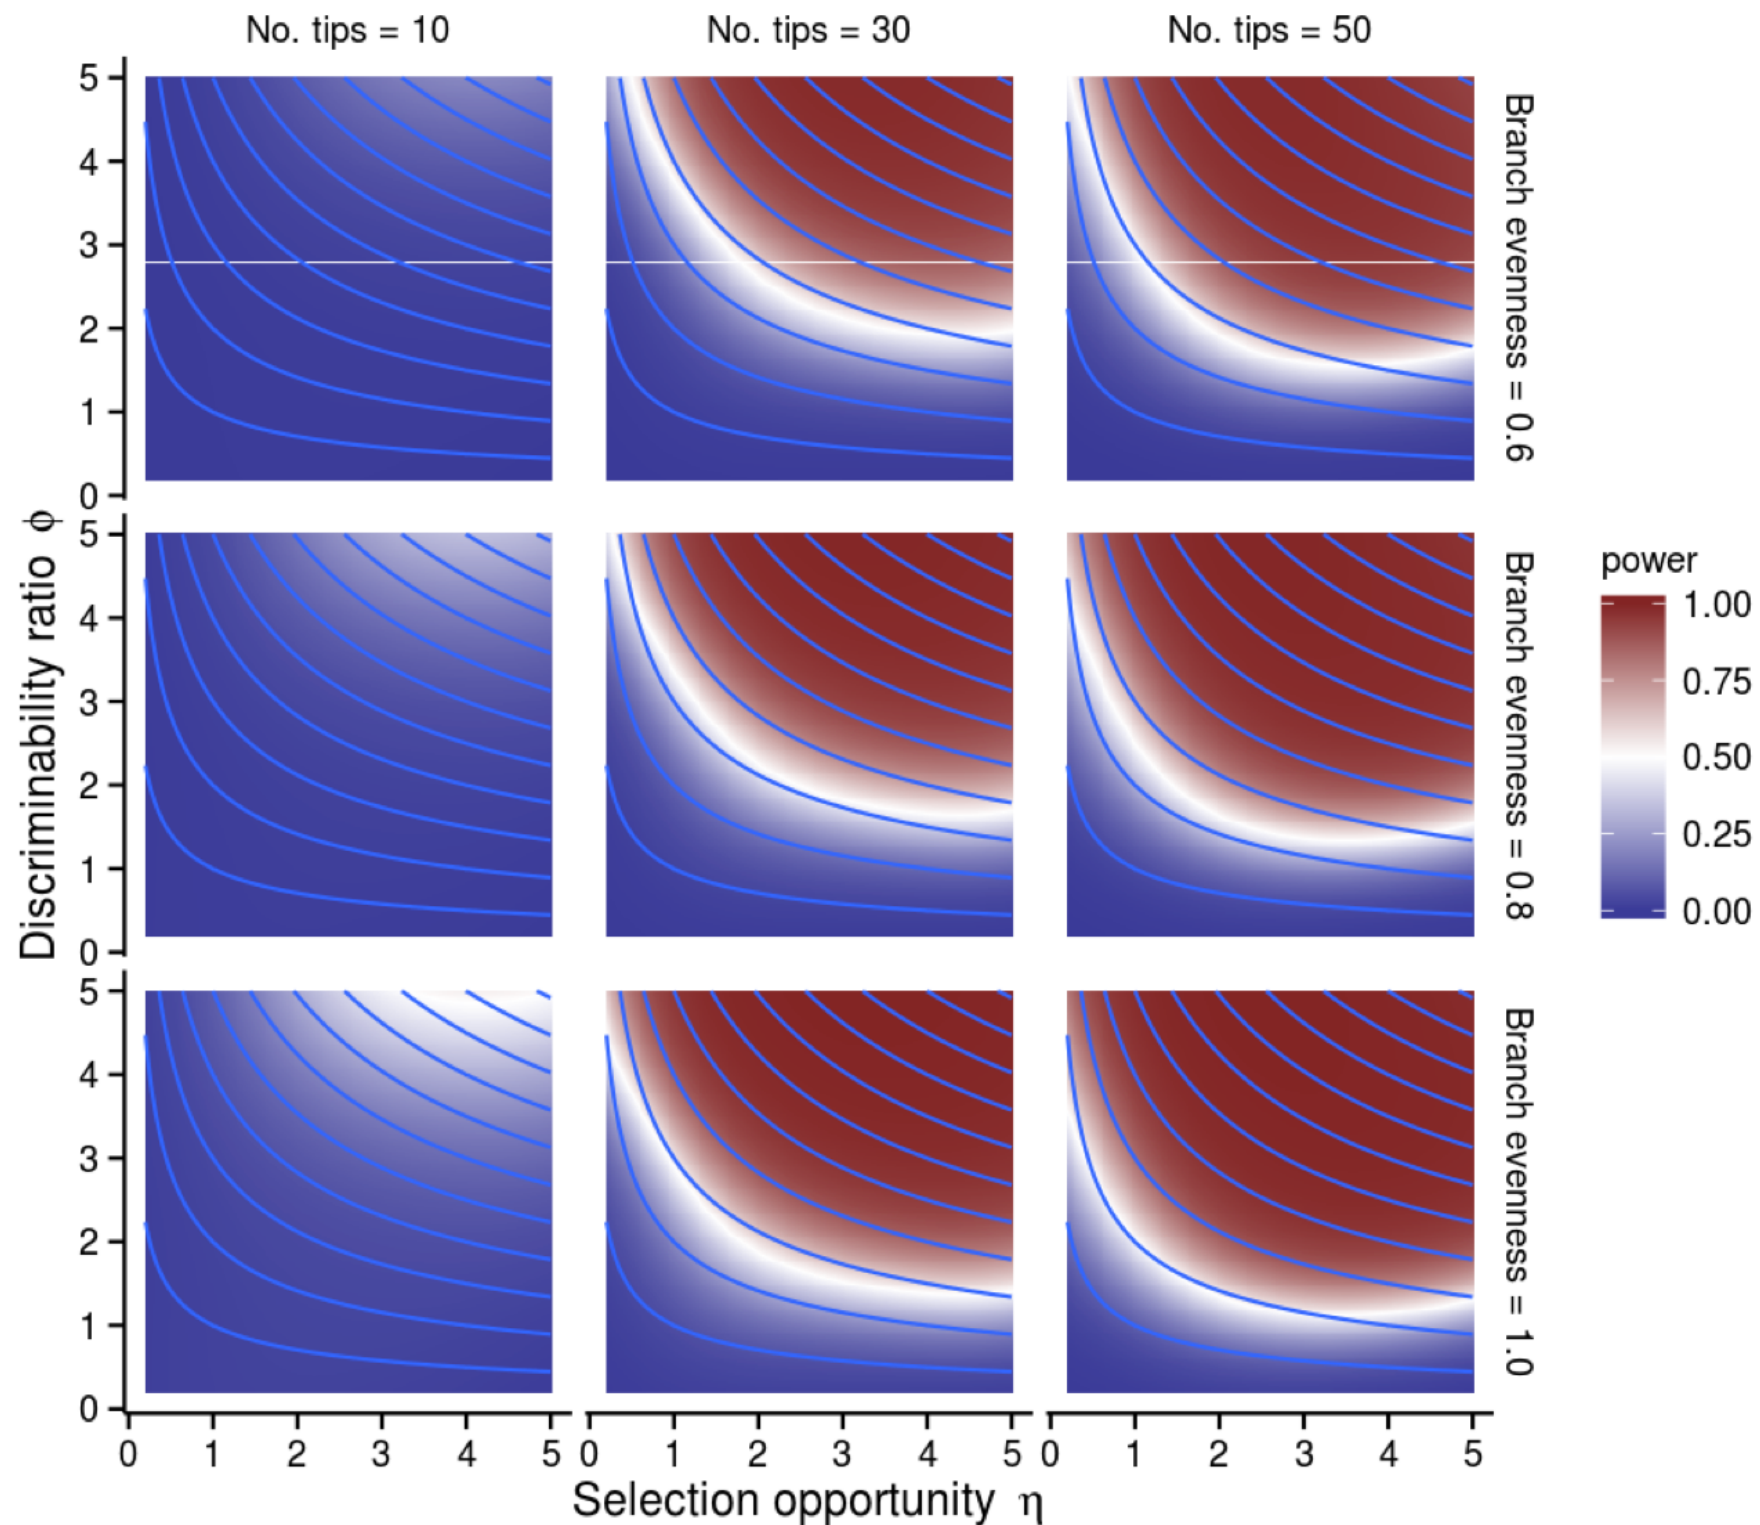 No. tips = 10
No. tips = 30
No. tips = 50
5
4
3
2
1
0
Branch evenness = 0.6
Discriminability ratio ϕ
5
4
3
2
1
0
Branch evenness = 0.8
power
1.00
0.75
0.50
0.25
0.00
5
4
3
2
1
0
Branch evenness = 1.0
0 1 2 3 4 5
0 1 2 3 4 5
0 1 2 3 4 5
Selection opportunity η